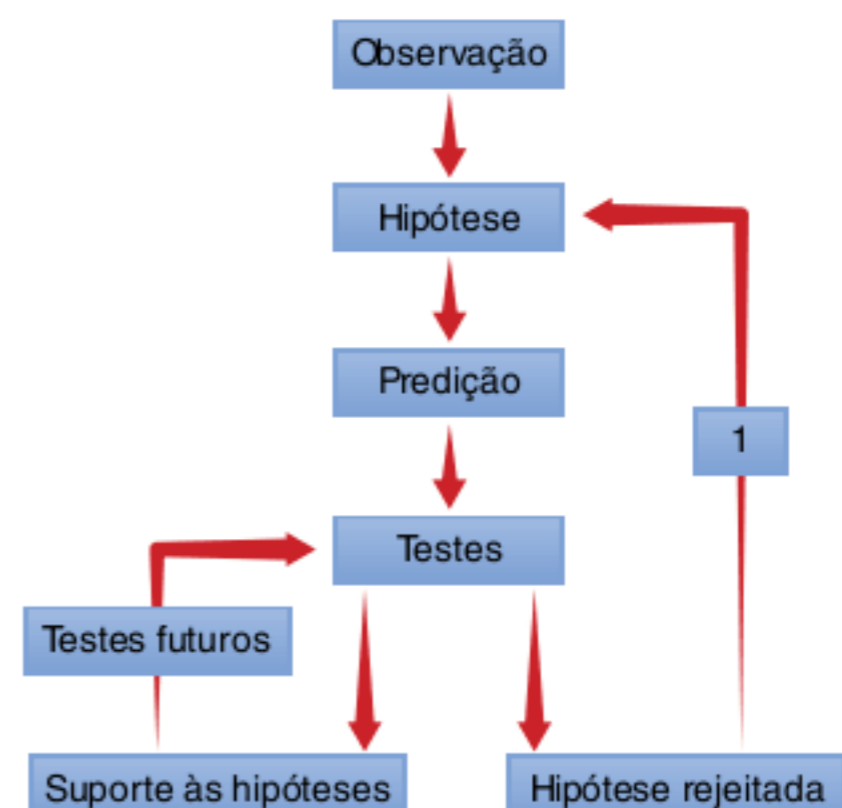 Observação
Hipótese
Predição
1
Testes
Testes futuros
Suporte às hipóteses
Hipótese rejeitada